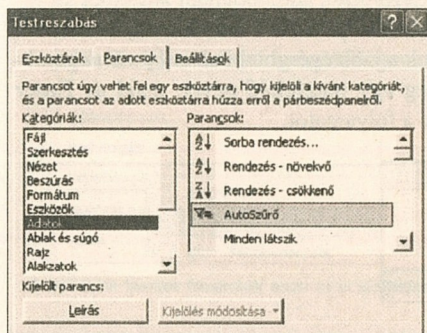 Testreszabás
Eszköztárak
Parancsok
Beállítások
Parancsot úgy vehet fel egy eszköztárra, hogy kijelöli a kívánt kategóriát,
és a parancsot az adott eszköztárra húzza erről a párbeszédpanelről.
Kategóriák:
Fájl
Szerkesztés
Nézet
Beszúrás
Formátum
Eszközök
Adatok
Ablak és súgó
Rajz
Alakzatok
Parancsok:
Sorba rendezés...
Rendezés - növekvő
Rendezés - csökkenő
AutoSzűrő
Minden látszik
Kijelölt parancs:
Leírás
Kijelölés módosítása